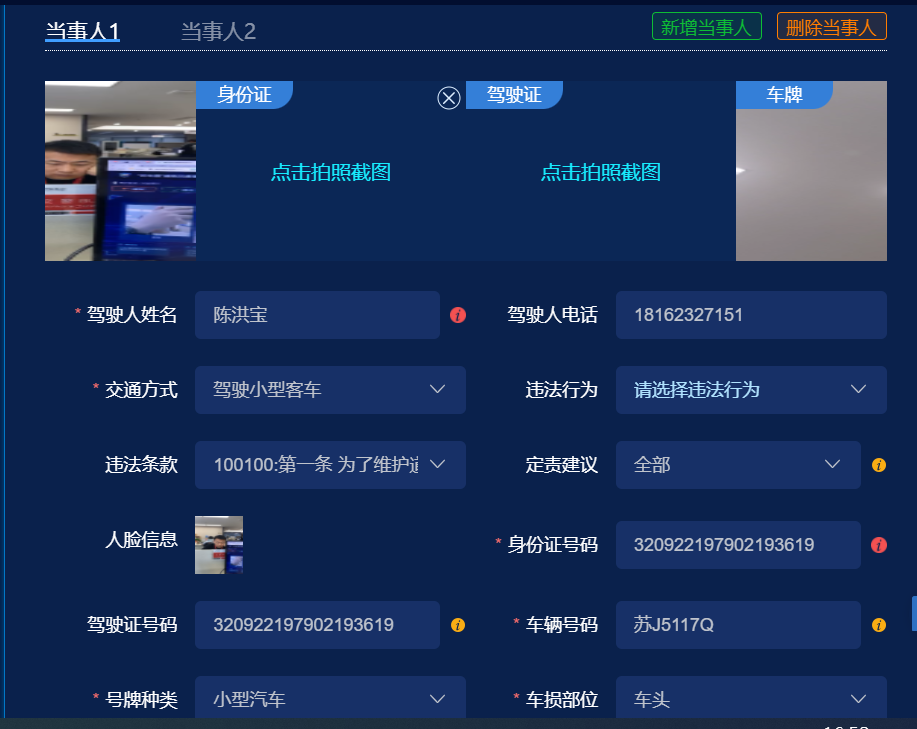 当事人1 当事人2 新增当事人 删除当事人
身份证 驾驶证 车牌
点击拍照截图 点击拍照截图
* 驾驶人姓名 陈洪宝 驾驶人电话 18162327151
* 交通方式 驾驶小型客车 违法行为 请选择违法行为
违法条款 100100:第一条 为了维护道 定责建议 全部
人脸信息 * 身份证号码 320922197902193619
驾驶证号码 320922197902193619 * 车辆号码 苏J5117Q
* 号牌种类 小型汽车 * 车损部位 车头